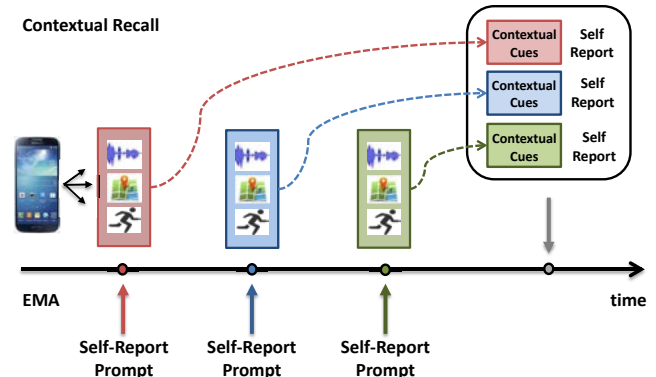 Contextual Recall
Contextual
Cues
Self
Report
Contextual
Cues
Self
Report
Contextual
Cues
Self
Report
EMA
time
Self-Report
Prompt
Self-Report
Prompt
Self-Report
Prompt